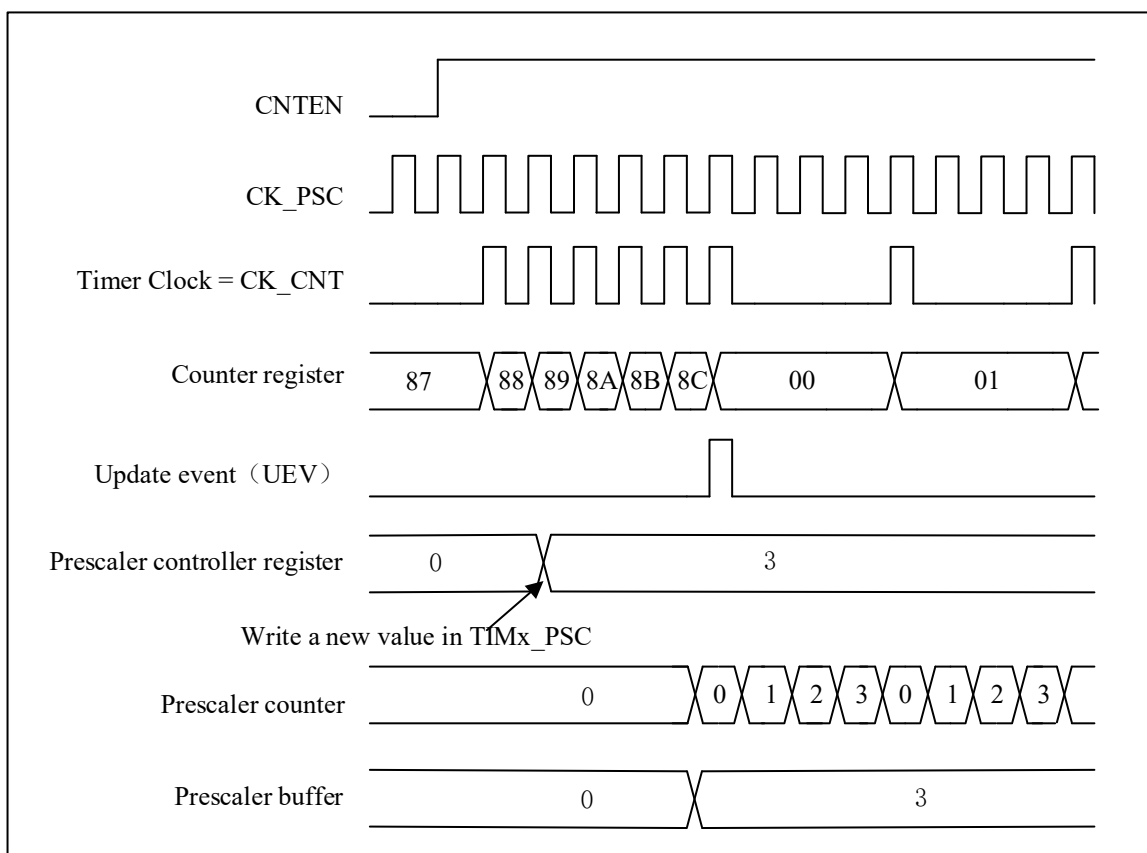 CNTEN
CK_PSC
Timer Clock = CK_CNT
Counter register
87 88 89 8A 8B 8C 00 01
Update event（UEV）
Prescaler controller register
0 3
Write a new value in TIMx_PSC
Prescaler counter
0 0 1 2 3 0 1 2 3
Prescaler buffer
0 3